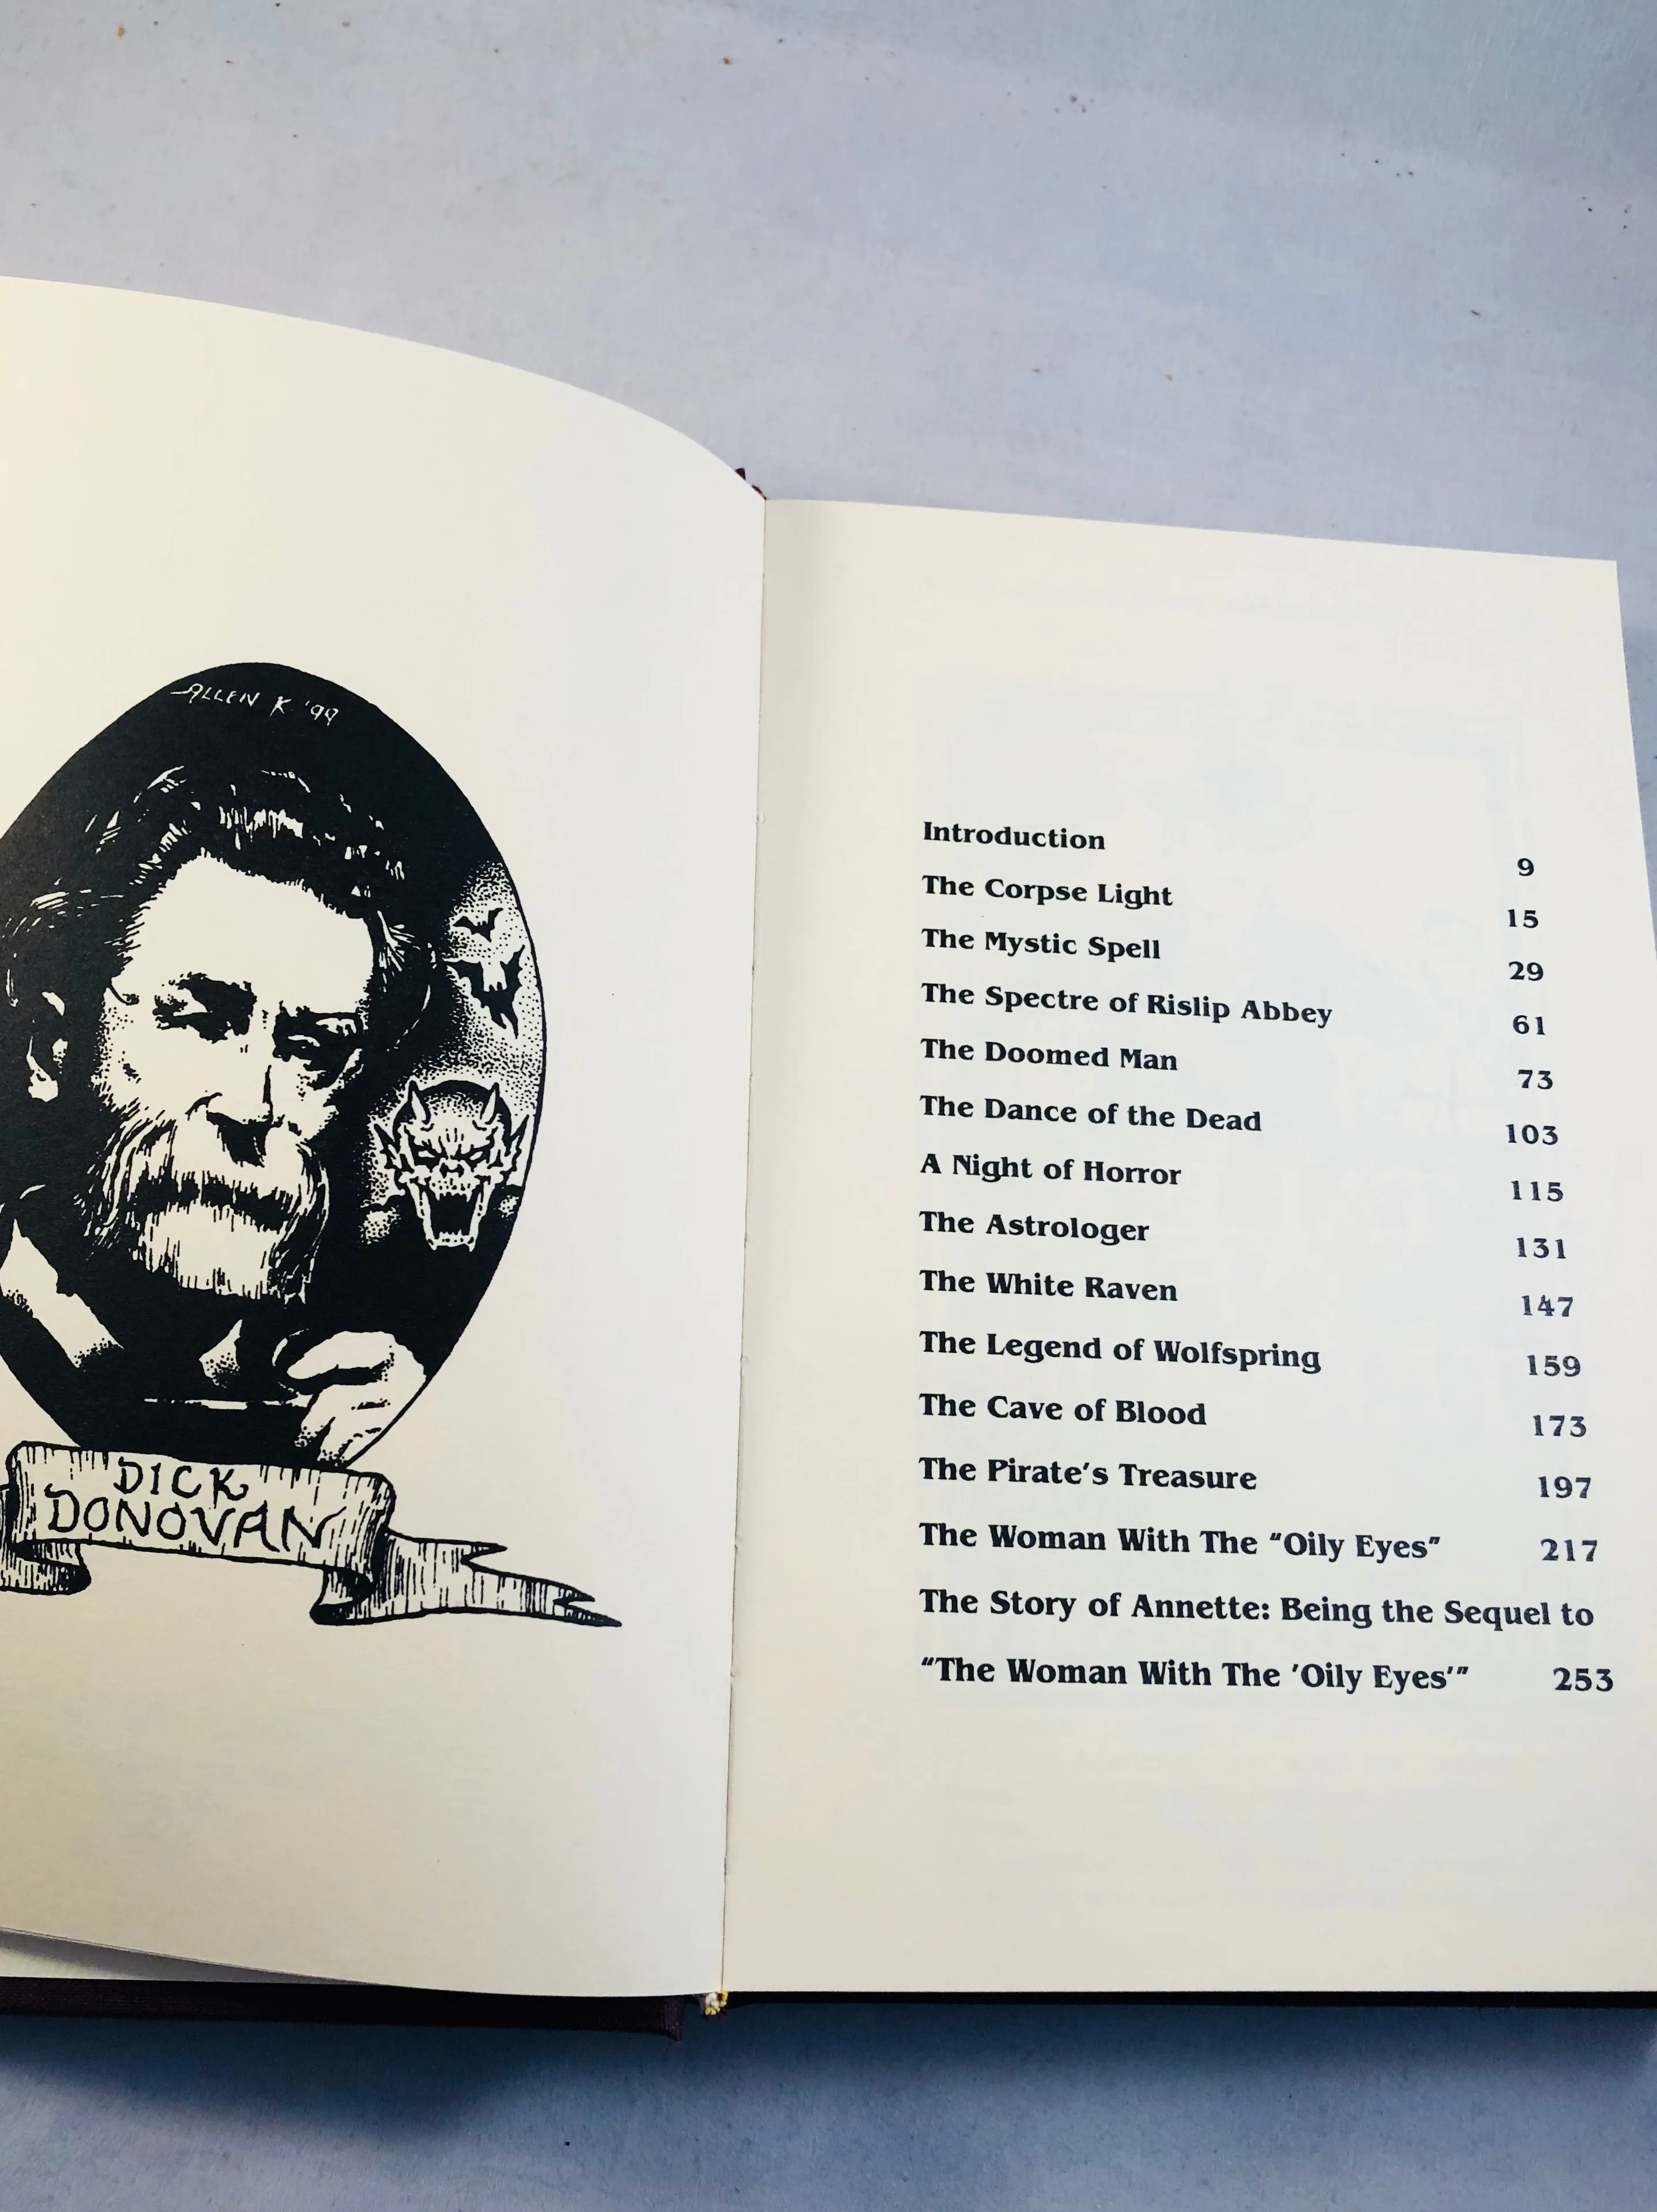 ALLEN K. '99
DICK
DONOVAN
Introduction 9
The Corpse Light 15
The Mystic Spell 29
The Spectre of Rislip Abbey 61
The Doomed Man 73
The Dance of the Dead 103
A Night of Horror 115
The Astrologer 131
The White Raven 147
The Legend of Wolfspring 159
The Cave of Blood 173
The Pirate's Treasure 197
The Woman With The "Oily Eyes" 217
The Story of Annette: Being the Sequel to
"The Woman With The 'Oily Eyes'" 253